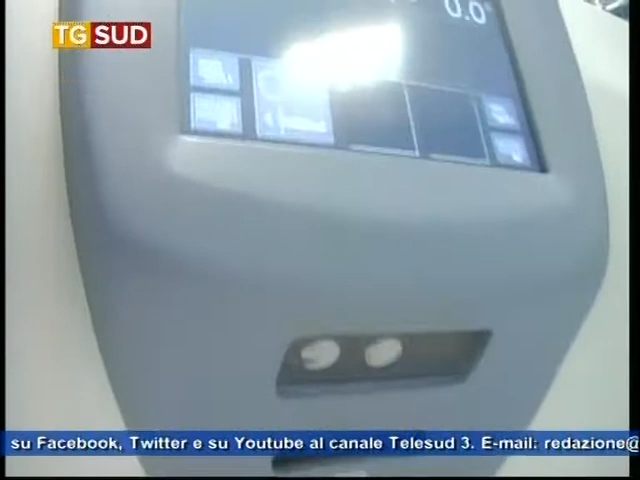 TG SUD
0.0°
su Facebook, Twitter e su Youtube al canale Telesud 3. E-mail: redazione@